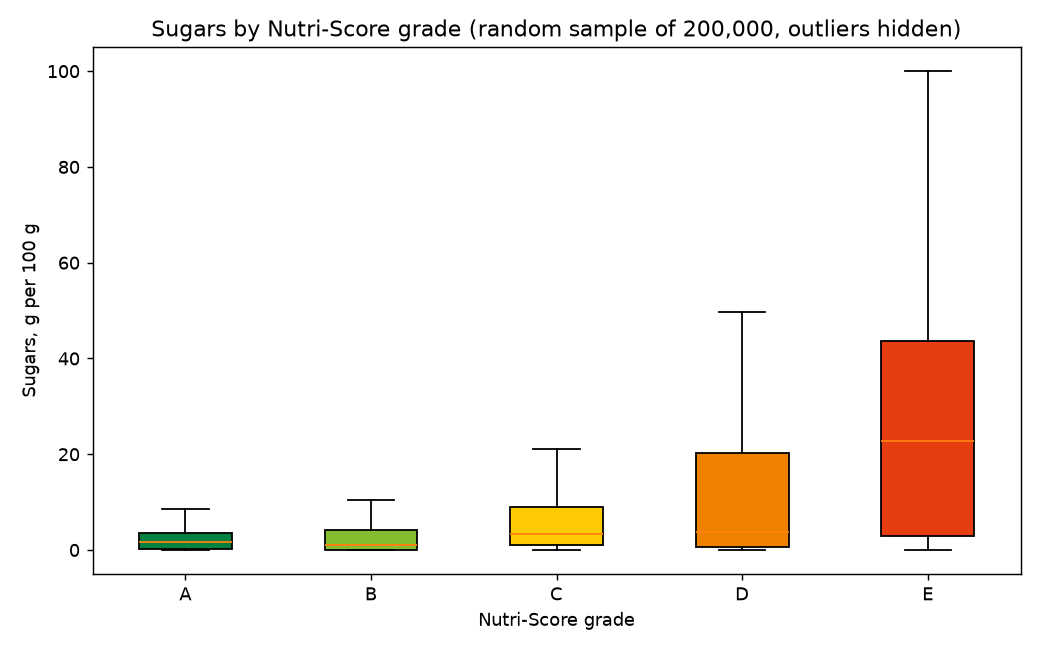 Sugars by Nutri-Score grade (random sample of 200,000, outliers hidden)
Sugars, g per 100 g
100
80
60
40
20
0
A B C D E
Nutri-Score grade